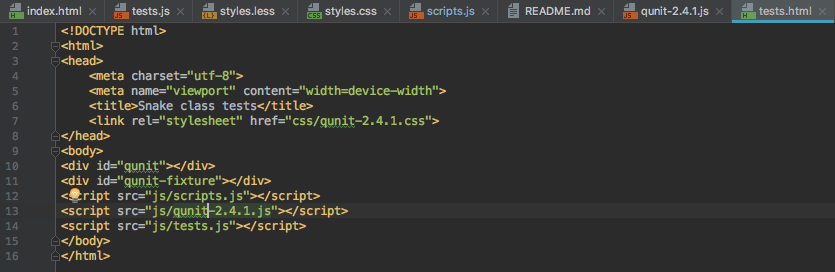 index.html × tests.js × styles.less × styles.css × scripts.js × README.md × qunit-2.4.1.js × tests.html ×
1 <!DOCTYPE html>
2 <html>
3 <head>
4 <meta charset="utf-8">
5 <meta name="viewport" content="width=device-width">
6 <title>Snake class tests</title>
7 <link rel="stylesheet" href="css/qunit-2.4.1.css">
8 </head>
9 <body>
10 <div id="qunit"></div>
11 <div id="qunit-fixture"></div>
12 <script src="js/scripts.js"></script>
13 <script src="js/qunit-2.4.1.js"></script>
14 <script src="js/tests.js"></script>
15 </body>
16 </html>